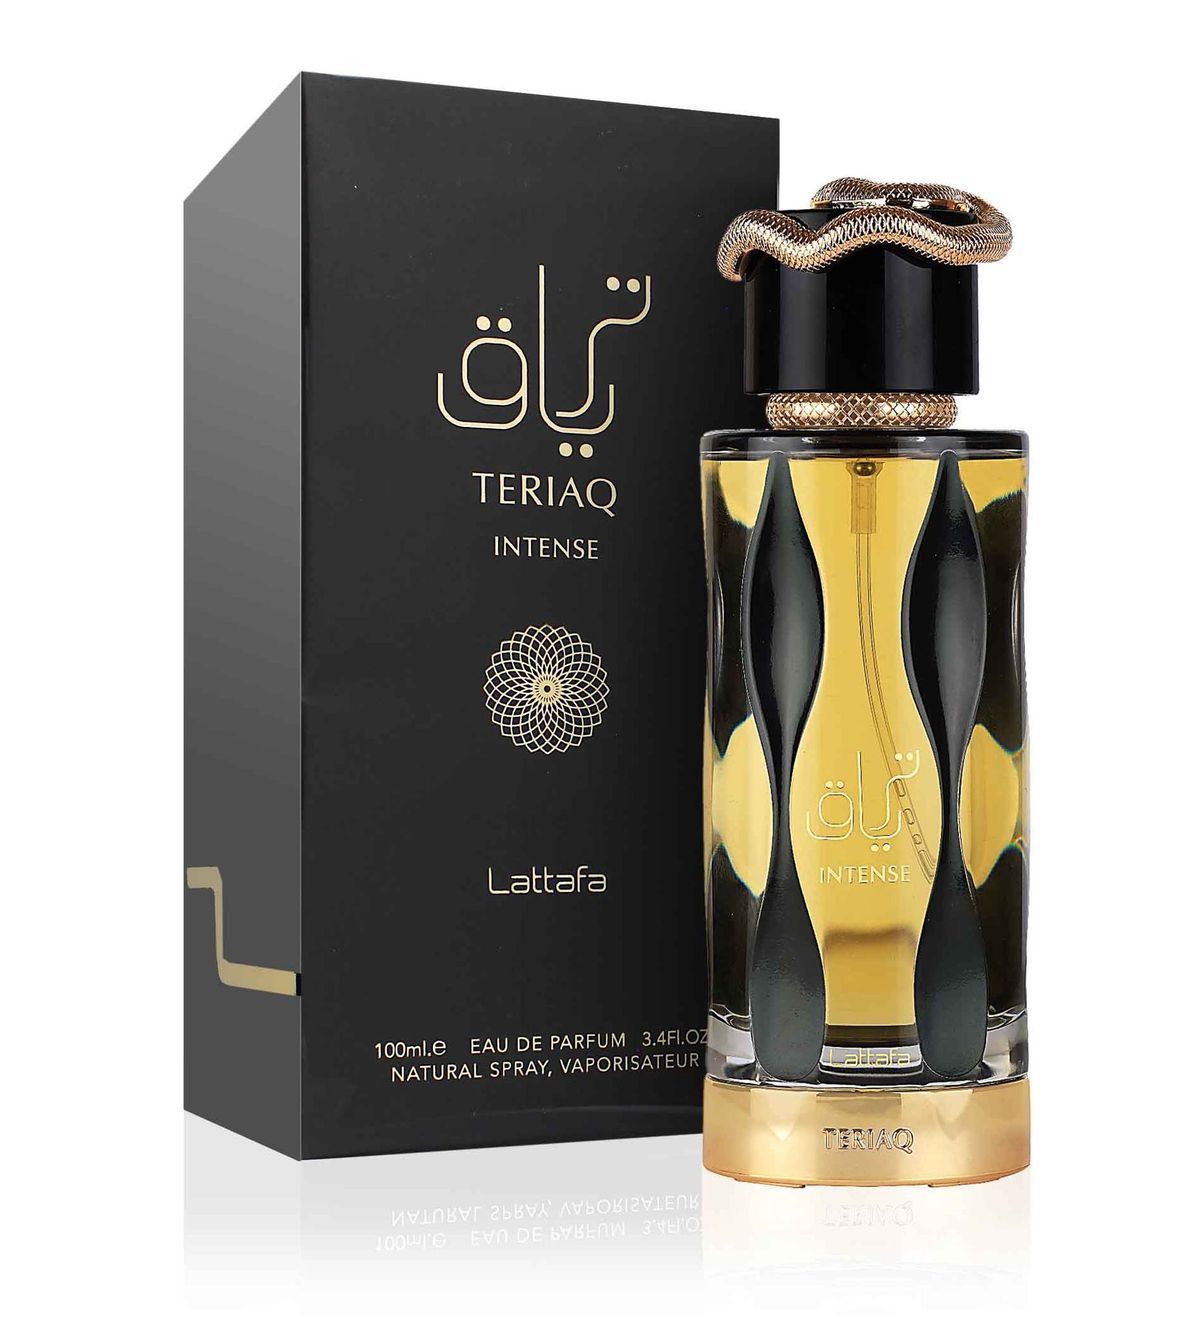 ترياق
TERIAQ
INTENSE
Lattafa
100ml.e EAU DE PARFUM 3.4FL.OZ
NATURAL SPRAY, VAPORISATEUR
ترياق
INTENSE
Lattafa
TERIAQ